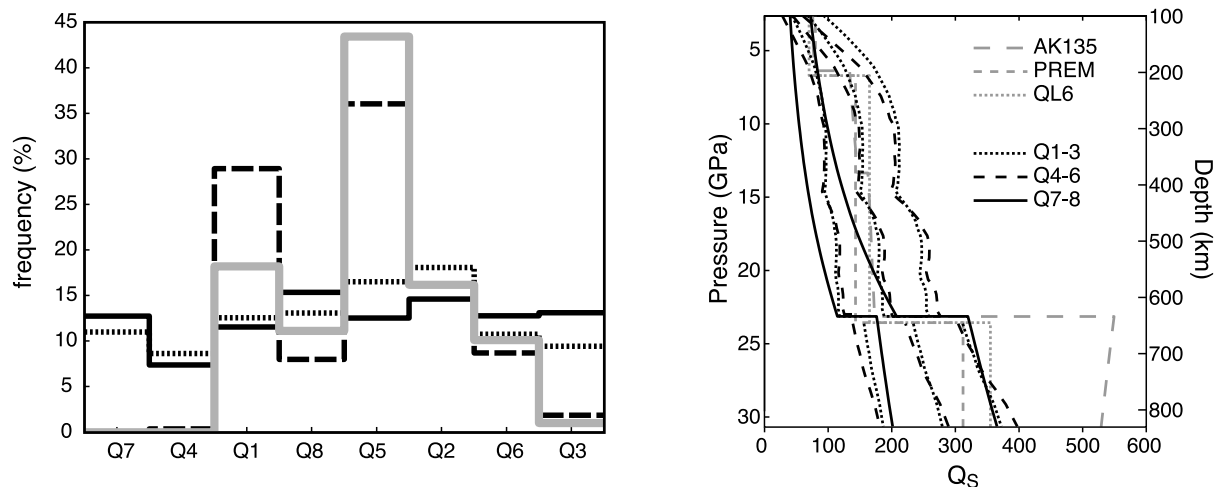 45
40
35
30
25
20
15
10
5
0
frequency (%)
Q7 Q4 Q1 Q8 Q5 Q2 Q6 Q3
5
10
15
20
25
30
Pressure (GPa)
AK135
PREM
QL6
Q1-3
Q4-6
Q7-8
100
200
300
400
500
600
700
800
Depth (km)
0 100 200 300 400 500 600
QS